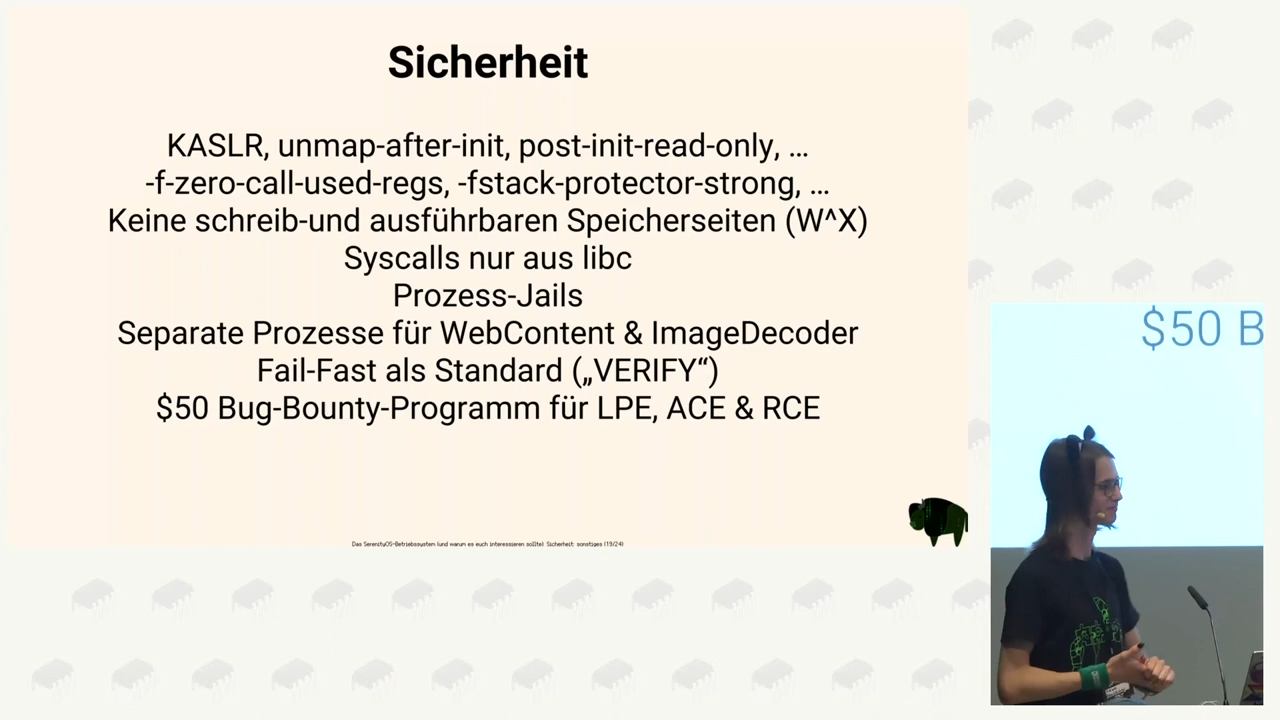 Sicherheit
KASLR, unmap-after-init, post-init-read-only, …
-f-zero-call-used-regs, -fstack-protector-strong, …
Keine schreib-und ausführbaren Speicherseiten (W^X)
Syscalls nur aus libc
Prozess-Jails
Separate Prozesse für WebContent & ImageDecoder
Fail-Fast als Standard („VERIFY“)
$50 Bug-Bounty-Programm für LPE, ACE & RCE
Das SerenityOS-Betriebssystem (und warum es euch interessieren sollte) Sicherheit: sonstiges (19/24)
$50 B